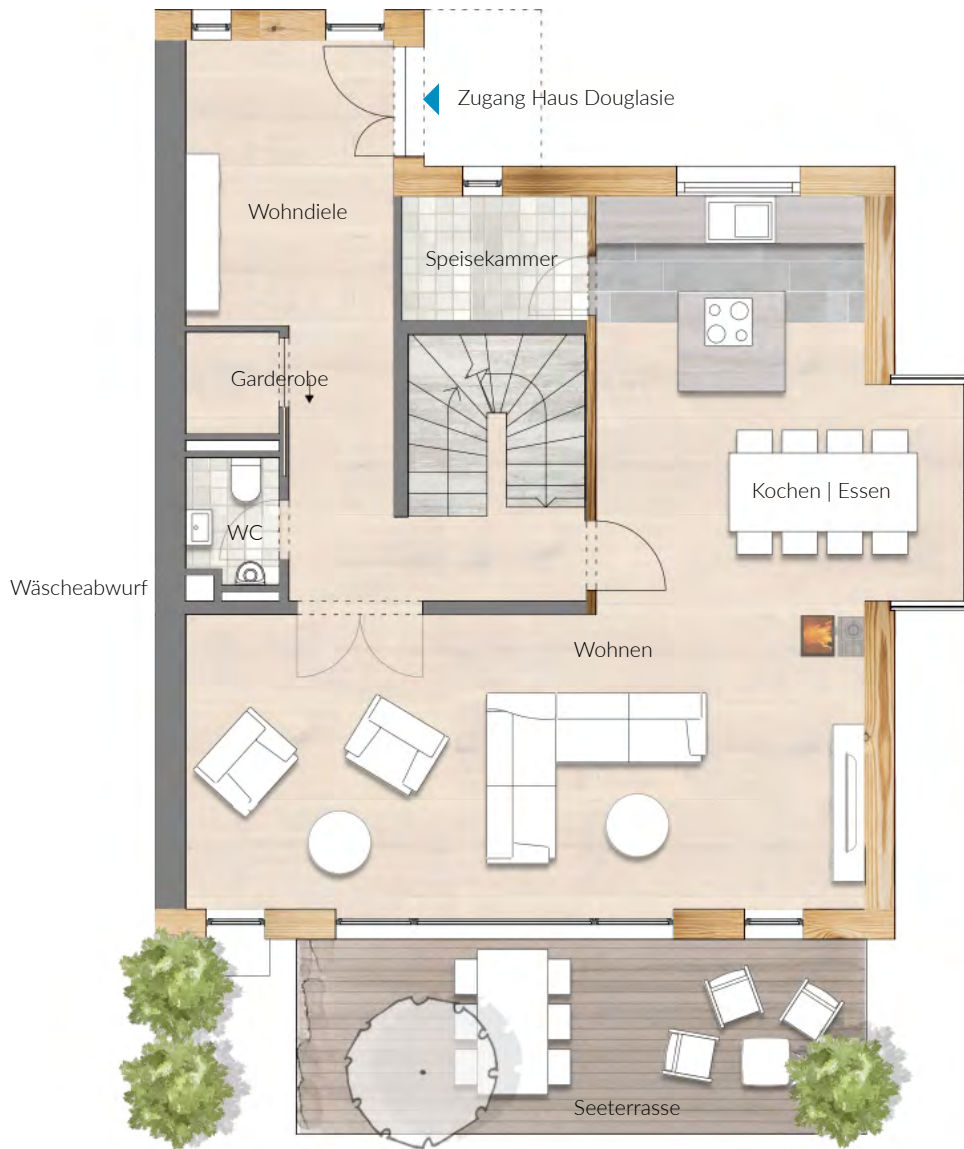 Zugang Haus Douglasie
Wohndiele
Speisekammer
Garderobe
Kochen | Essen
WC
Wäscheabwurf
Wohnen
Seeterrasse